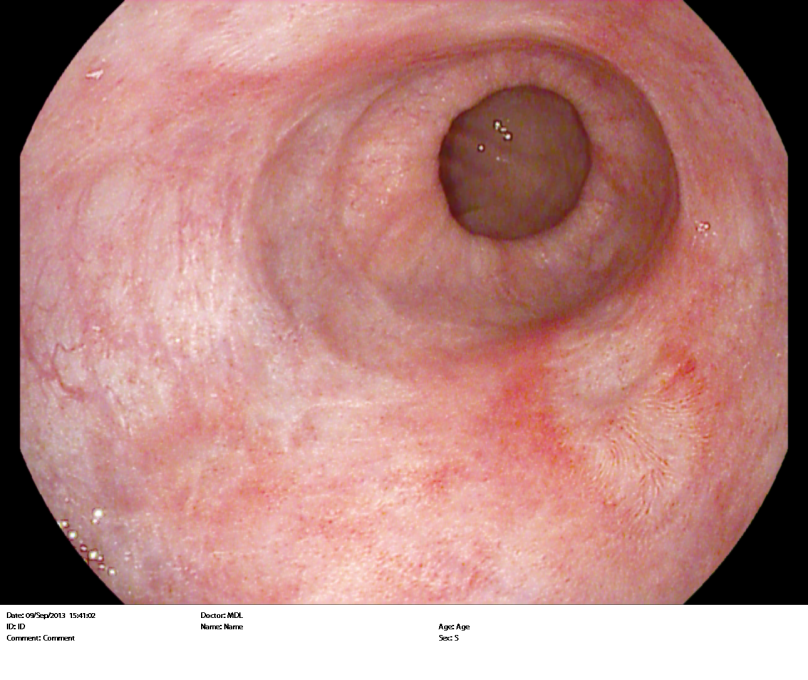 Date: 09/Sep/2013 15:41:02 Doctor: MDL
ID: ID Name: Name Age: Age
Comment: Comment Sex: S